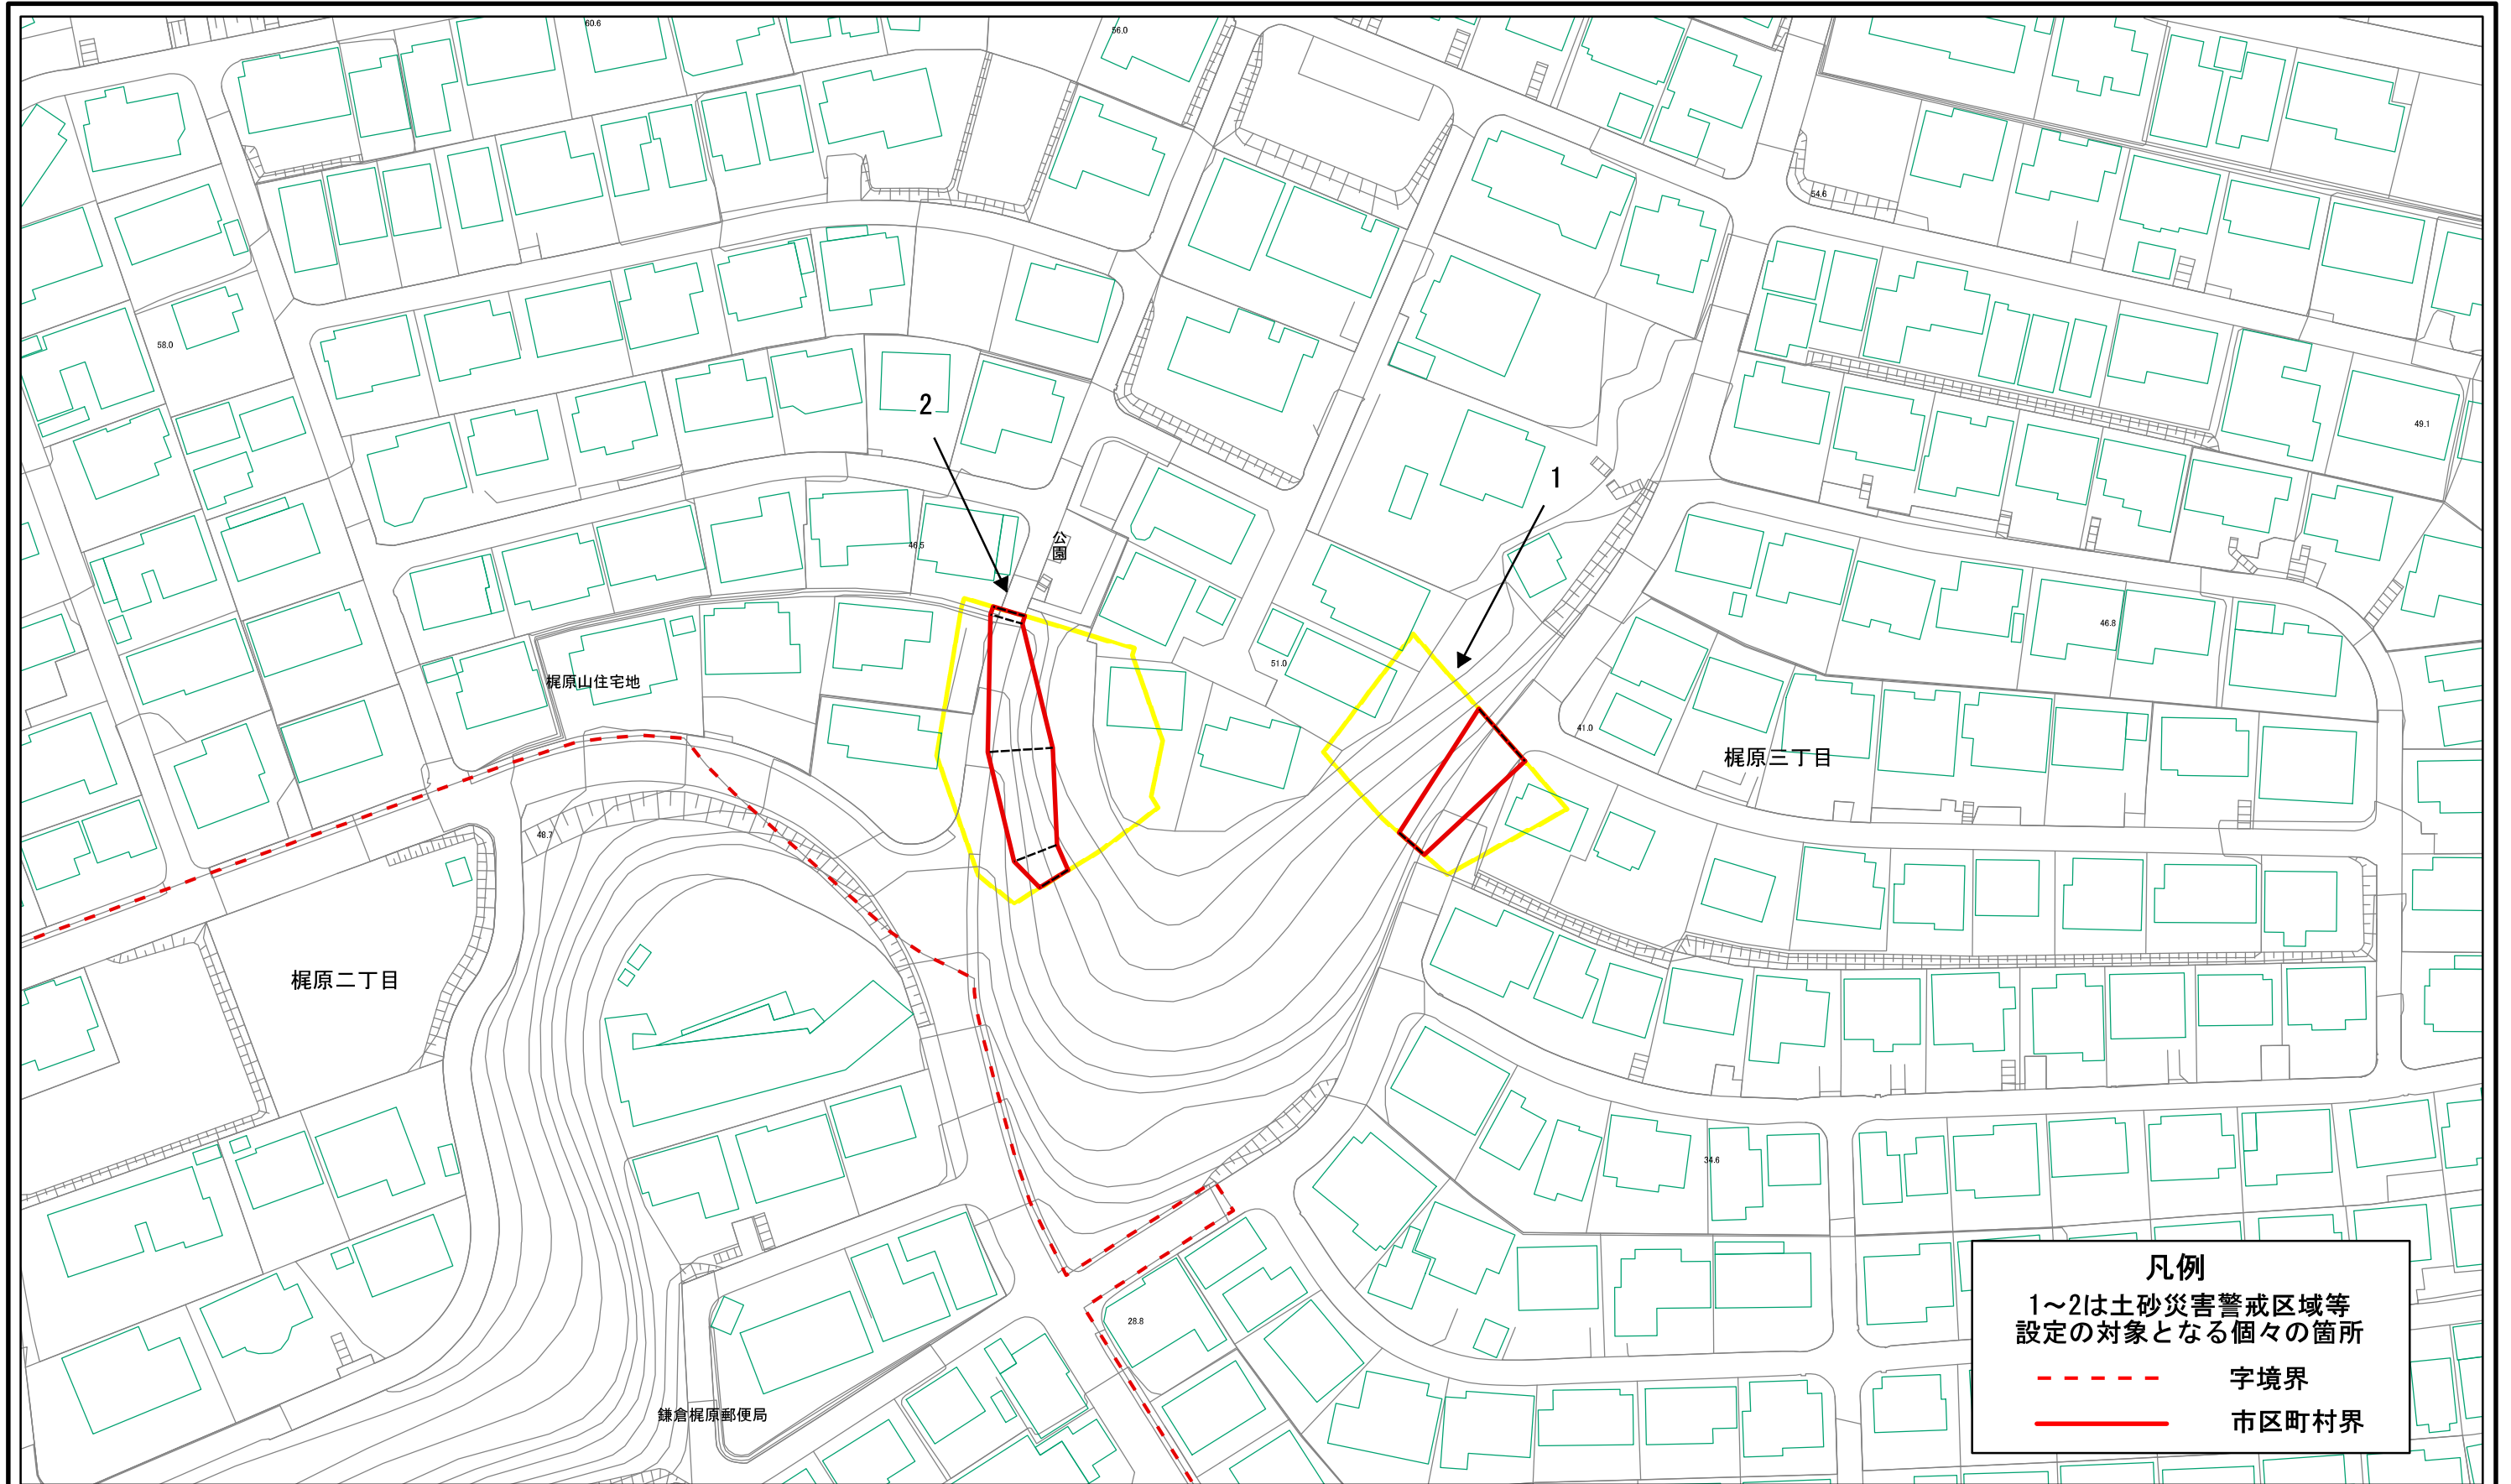 60.6
56.0
54.6
58.0
2
49.1
1
公園
46.5
46.8
51.0
梶原山住宅地
41.0
梶原三丁目
48.7
梶原二丁目
34.6
28.8
鎌倉梶原郵便局
凡例
1～2は土砂災害警戒区域等
設定の対象となる個々の箇所
字境界
市区町村界